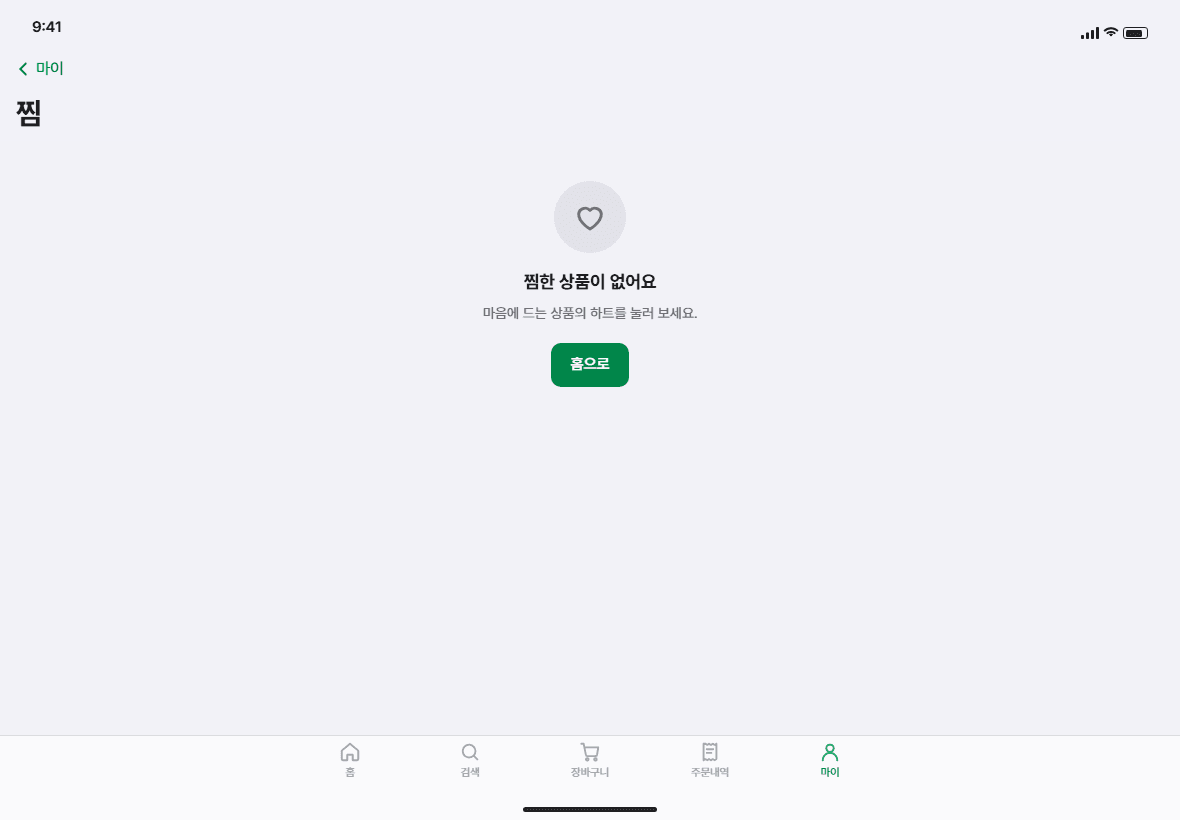 9:41
마이
찜
찜한 상품이 없어요
마음에 드는 상품의 하트를 눌러 보세요.
홈으로
홈
검색
장바구니
주문내역
마이